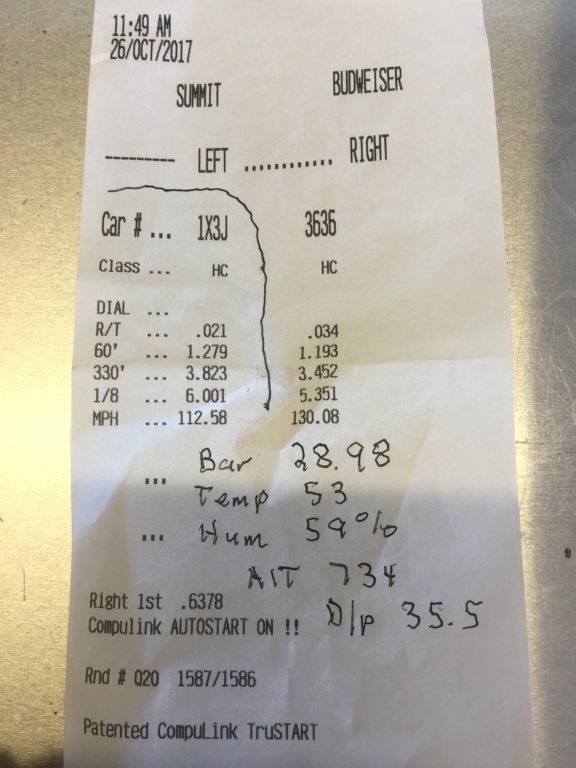 11:49 AM
26/OCT/2017
SUMMIT BUDWEISER
--------- LEFT ............ RIGHT
Car # ... 1X3J 3636
Class ... HC HC
DIAL ...
R/T ... .021 .034
60' ... 1.279 1.193
330' ... 3.823 3.452
1/8 ... 6.001 5.351
MPH ... 112.58 130.08
Bar 28.98
... Temp 53
... Hum 59%
AIT 734
Right 1st .6378
Compulink AUTOSTART ON !! D/P 35.5
Rnd # Q20 1587/1586
Patented CompuLink TruSTART